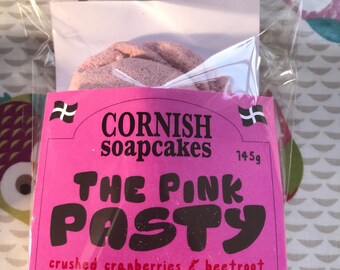 CORNISH
soapcakes
145g
THE PINK
PASTY
crushed cranberries & beetroot